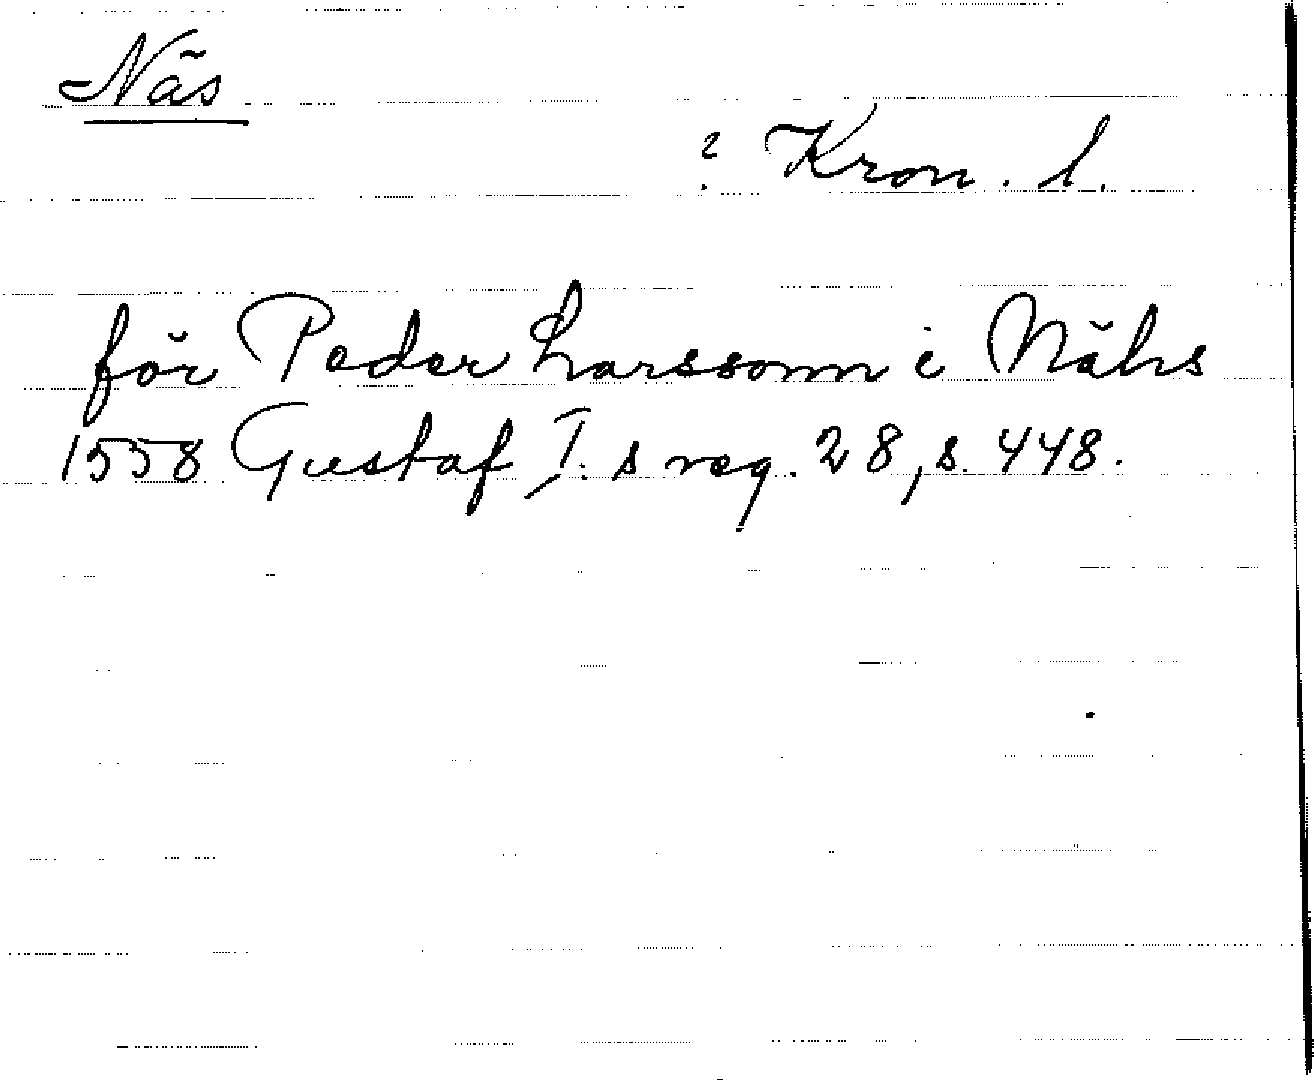 Näs
? Kron. l.
för Peder Larssonn i Nähs
1558 Gustaf I. s reg. 28, s. 448.